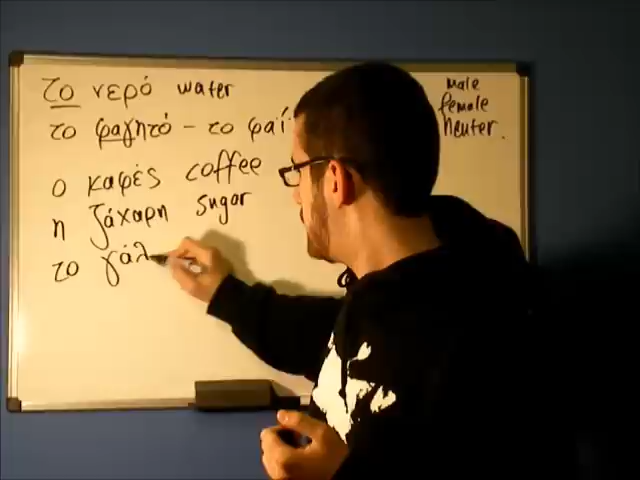 το νερό water
το φαγητό - το φαΐ
ο καφές coffee
η ζάχαρη sugar
το γάλ
male
female
Neuter.